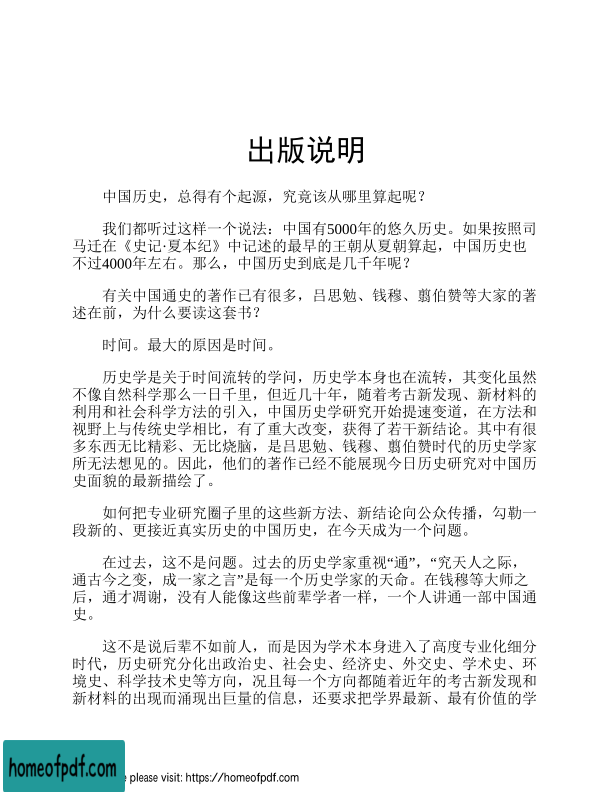 出版说明
中国历史，总得有个起源，究竟该从哪里算起呢？
我们都听过这样一个说法：中国有5000年的悠久历史。如果按照司
马迁在《史记·夏本纪》中记述的最早的王朝从夏朝算起，中国历史也
不过4000年左右。那么，中国历史到底是几千年呢？
有关中国通史的著作已有很多，吕思勉、钱穆、翦伯赞等大家的著
述在前，为什么要读这套书？
时间。最大的原因是时间。
历史学是关于时间流转的学问，历史学本身也在流转，其变化虽然
不像自然科学那么一日千里，但近几十年，随着考古新发现、新材料的
利用和社会科学方法的引入，中国历史学研究开始提速变道，在方法和
视野上与传统史学相比，有了重大改变，获得了若干新结论。其中有很
多东西无比精彩、无比烧脑，是吕思勉、钱穆、翦伯赞时代的历史学家
所无法想见的。因此，他们的著作已经不能展现今日历史研究对中国历
史面貌的最新描绘了。
如何把专业研究圈子里的这些新方法、新结论向公众传播，勾勒一
段新的、更接近真实历史的中国历史，在今天成为一个问题。
在过去，这不是问题。过去的历史学家重视“通”，“究天人之际，
通古今之变，成一家之言”是每一个历史学家的天命。在钱穆等大师之
后，通才凋谢，没有人能像这些前辈学者一样，一个人讲通一部中国通
史。
这不是说后辈不如前人，而是因为学术本身进入了高度专业化细分
时代，历史研究分化出政治史、社会史、经济史、外交史、学术史、环
境史、科学技术史等方向，况且每一个方向都随着近年的考古新发现和
新材料的出现而涌现出巨量的信息，还要求把学界最新、最有价值的学
homeofpdf.com
e please visit: https://homeofpdf.com